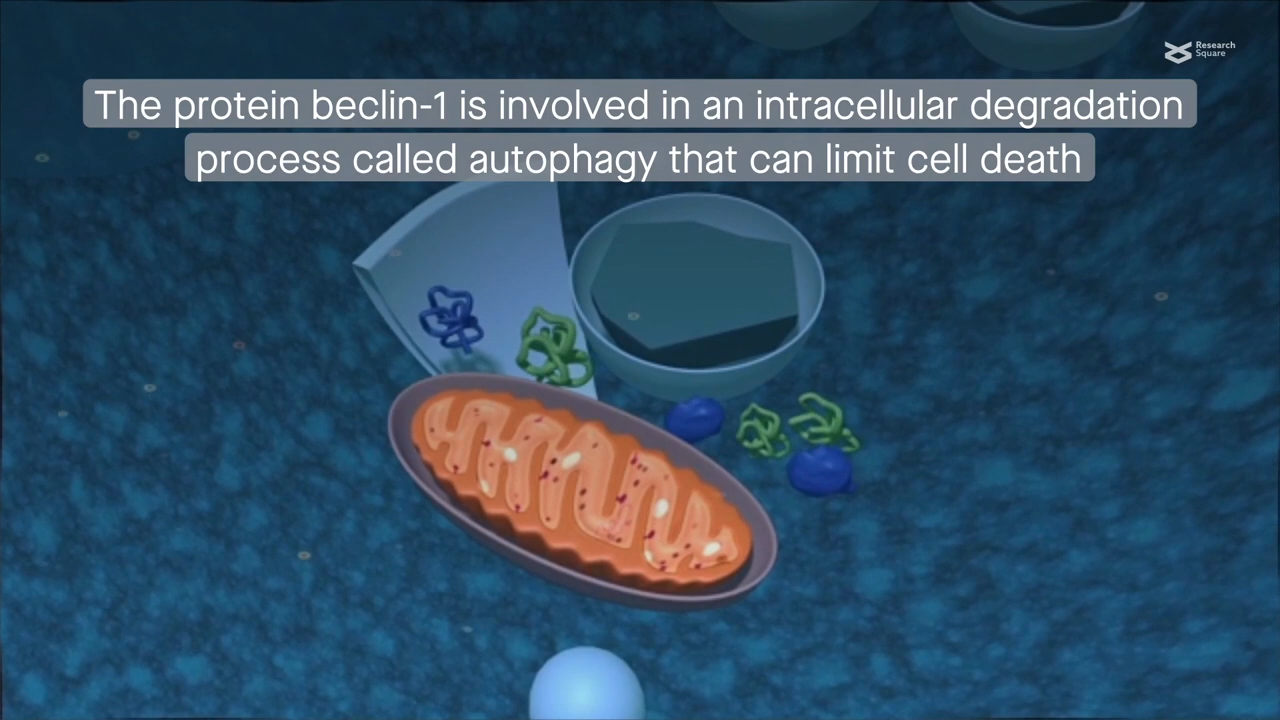 Research
Square
The protein beclin-1 is involved in an intracellular degradation
process called autophagy that can limit cell death